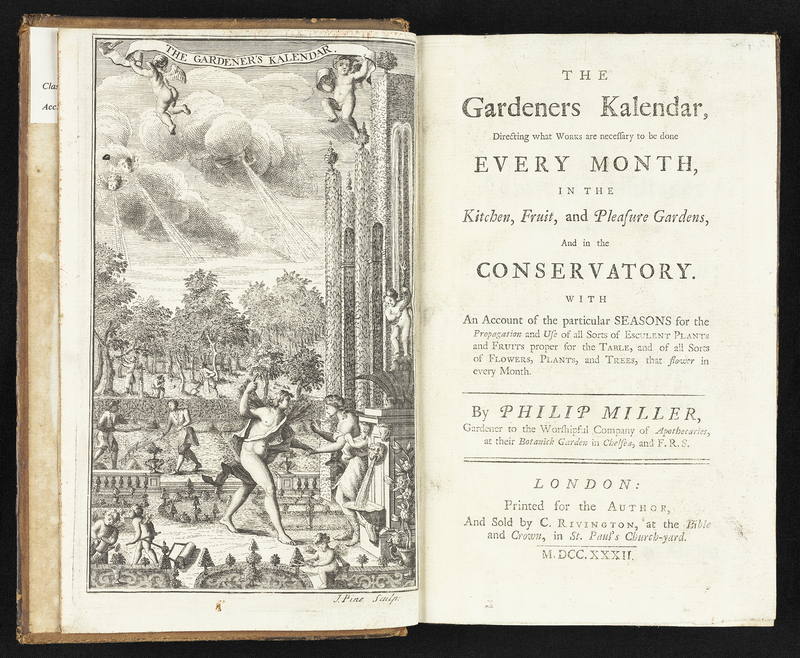 Clas
Acc
THE GARDENER'S KALENDAR.
J. Pine Sculp.
THE
Gardeners Kalendar,
Directing what WORKS are neceſſary to be done
EVERY MONTH,
IN THE
Kitchen, Fruit, and Pleaſure Gardens,
And in the
CONSERVATORY.
WITH
An Account of the particular SEASONS for the
Propagation and Uſe of all Sorts of ESCULENT PLANTS
and FRUITS proper for the TABLE, and of all Sorts
of FLOWERS, PLANTS, and TREES, that flower in
every Month.
By PHILIP MILLER,
Gardener to the Worſhipful Company of Apothecaries,
at their Botanick Garden in Chelſea, and F. R. S.
LONDON:
Printed for the AUTHOR,
And Sold by C. RIVINGTON, at the Bible
and Crown, in St. Paul's Church-yard.
M.DCC.XXXII.